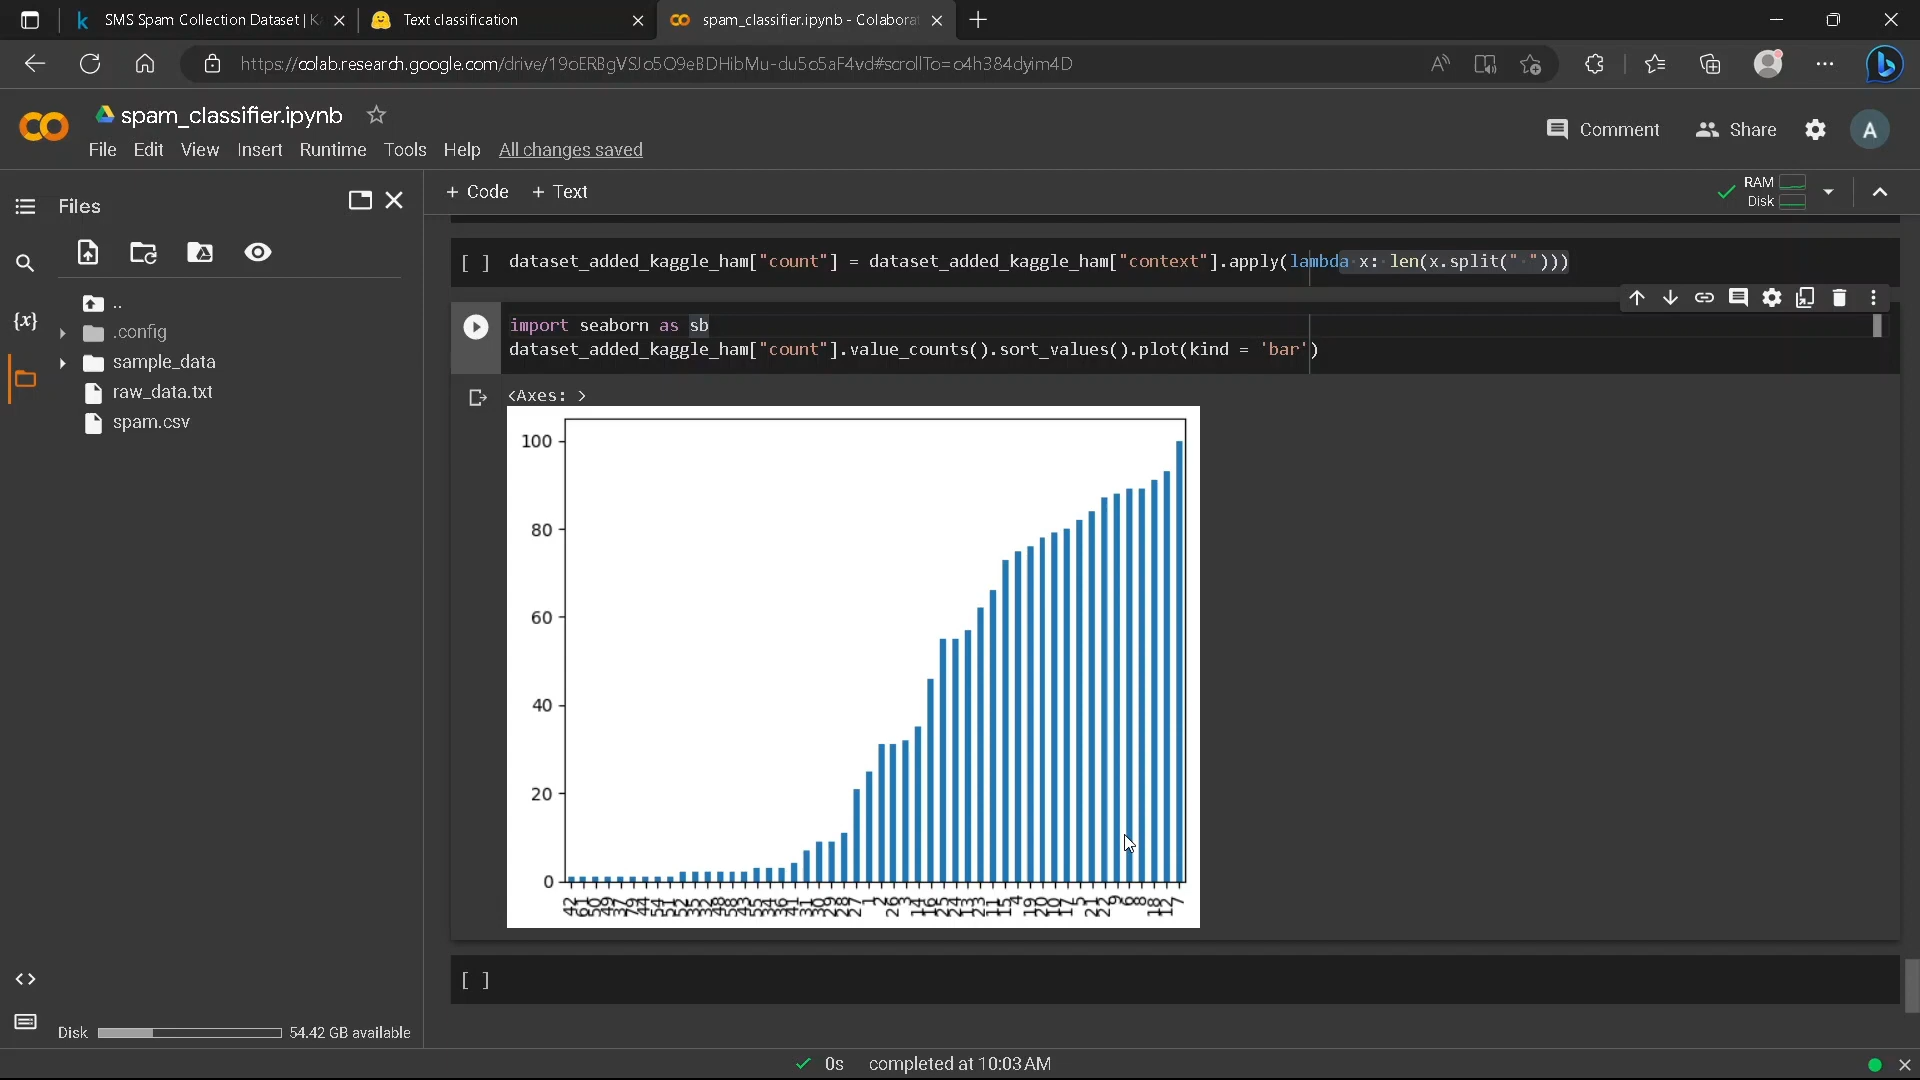 SMS Spam Collection Dataset | K
Text classification
spam_classifier.ipynb - Colabora
https://colab.research.google.com/drive/19oERBgVSJo5O9eBDHibMu-du5o5aF4vd#scrollTo=o4h384dyim4D
spam_classifier.ipynb
Comment
Share
A
File Edit View Insert Runtime Tools Help All changes saved
Files
+ Code + Text
RAM
Disk
[ ] dataset_added_kaggle_ham["count"] = dataset_added_kaggle_ham["context"].apply(lambda x: len(x.split(" ")))
..
{x}
.config
sample_data
raw_data.txt
spam.csv
import seaborn as sb
dataset_added_kaggle_ham["count"].value_counts().sort_values().plot(kind = 'bar')
<Axes: >
100
80
60
40
20
0
[ ]
<>
Disk 54.42 GB available
0s completed at 10:03 AM